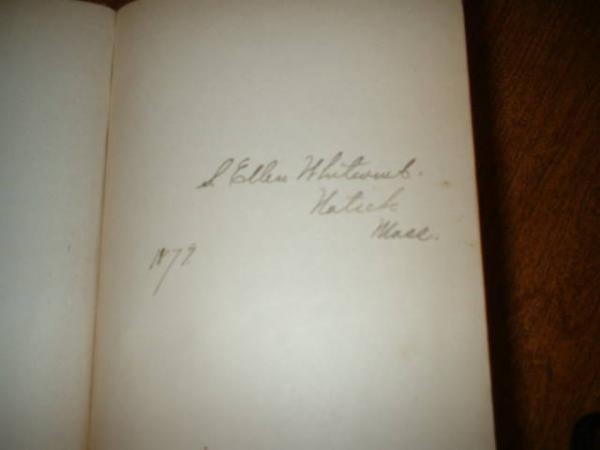 S. Ellen Whitcomb.
Natick
Mass.
1879